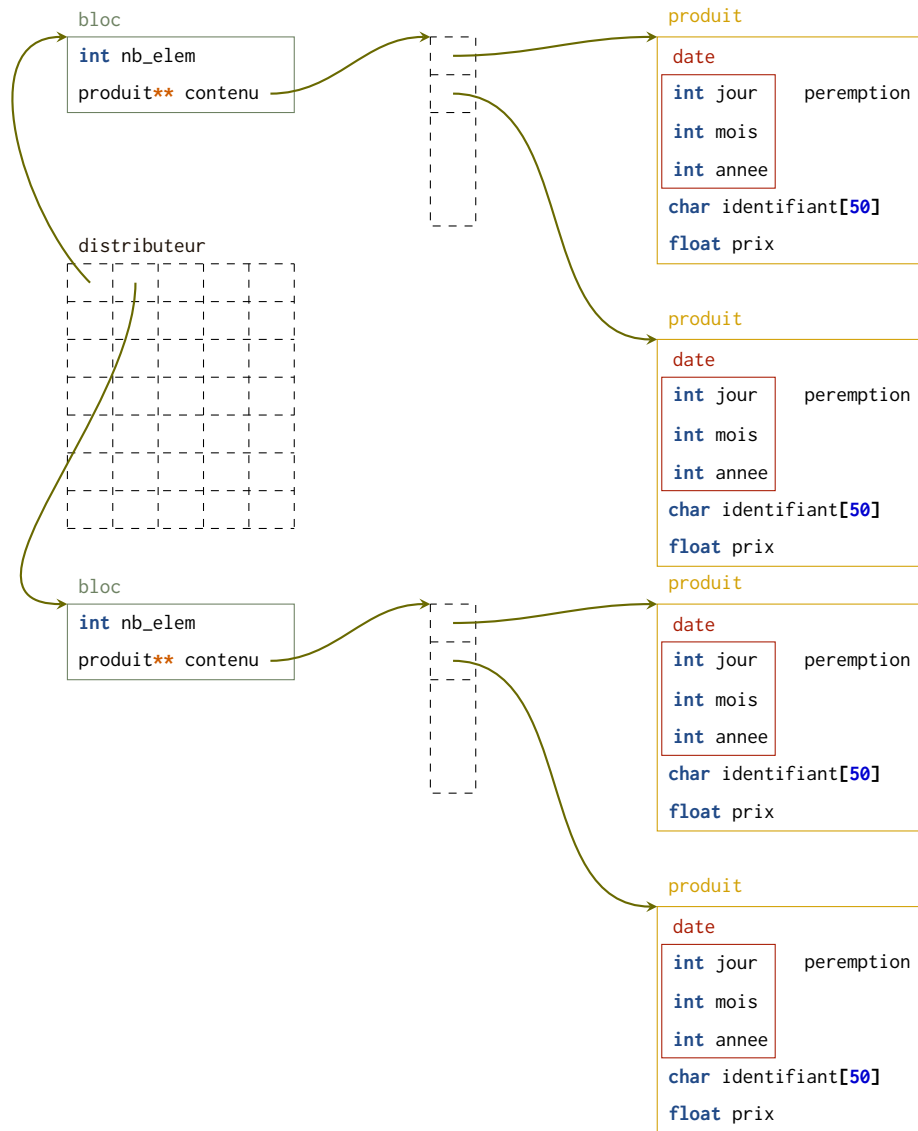 bloc
int nb_elem
produit** contenu
produit
date
int jour peremption
int mois
int annee
char identifiant[50]
float prix
distributeur
produit
date
int jour peremption
int mois
int annee
char identifiant[50]
float prix
bloc
int nb_elem
produit** contenu
produit
date
int jour peremption
int mois
int annee
char identifiant[50]
float prix
produit
date
int jour peremption
int mois
int annee
char identifiant[50]
float prix